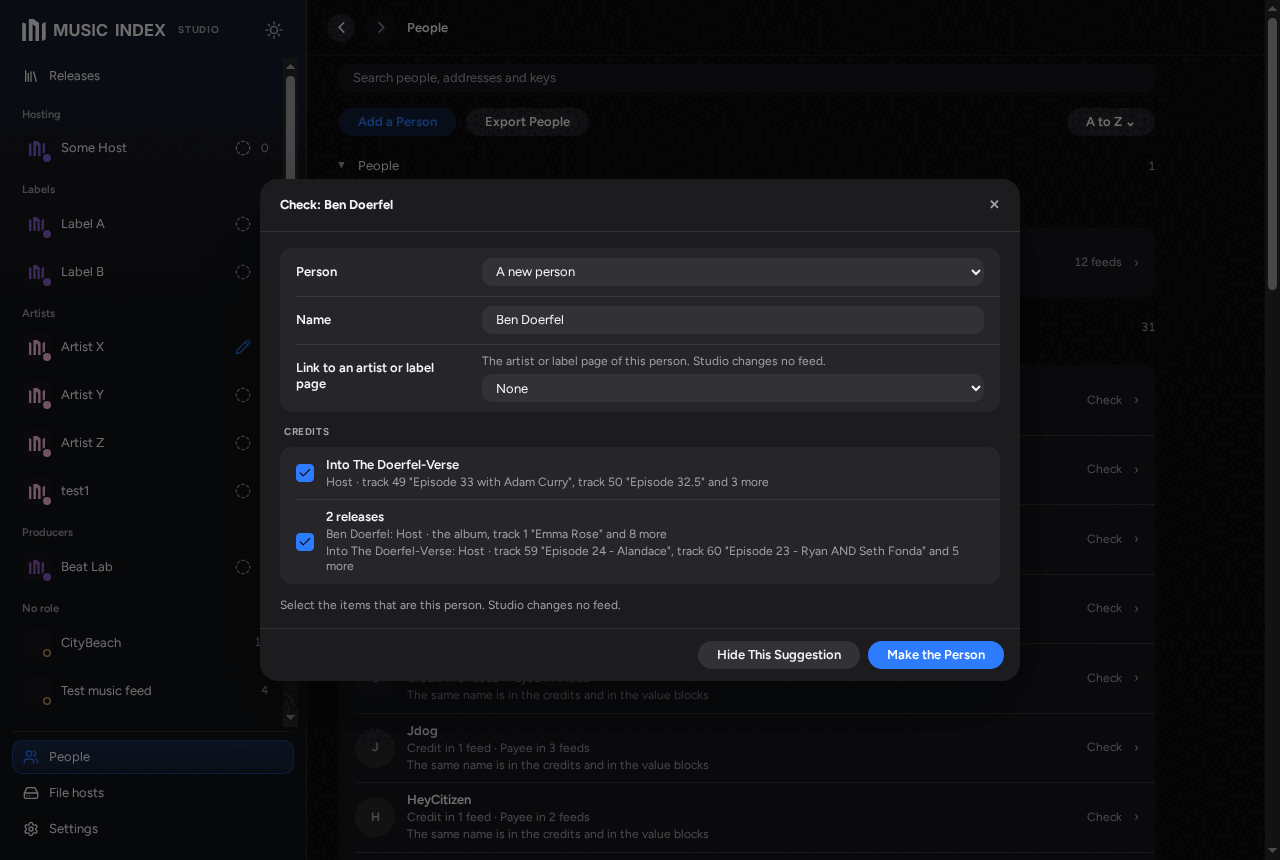 MUSIC INDEX STUDIO
Releases
Hosting
Some Host 0
Labels
Label A
Label B
Artists
Artist X
Artist Y
Artist Z
test1
Producers
Beat Lab
No role
CityBeach 1
Test music feed 4
People
File hosts
Settings
People
Search people, addresses and keys
Add a Person
Export People
A to Z
People 1
12 feeds
31
Check
Check
Check
Check
Check: Ben Doerfel
Person
A new person
Name
Ben Doerfel
Link to an artist or label
page
The artist or label page of this person. Studio changes no feed.
None
CREDITS
Into The Doerfel-Verse
Host · track 49 "Episode 33 with Adam Curry", track 50 "Episode 32.5" and 3 more
2 releases
Ben Doerfel: Host · the album, track 1 "Emma Rose" and 8 more
Into The Doerfel-Verse: Host · track 59 "Episode 24 - Alandace", track 60 "Episode 23 - Ryan AND Seth Fonda" and 5
more
Select the items that are this person. Studio changes no feed.
Hide This Suggestion
Make the Person
Check
The same name is in the credits and in the value blocks
J
Jdog
Credit in 1 feed · Payee in 3 feeds
The same name is in the credits and in the value blocks
Check
H
HeyCitizen
Credit in 1 feed · Payee in 2 feeds
The same name is in the credits and in the value blocks
Check